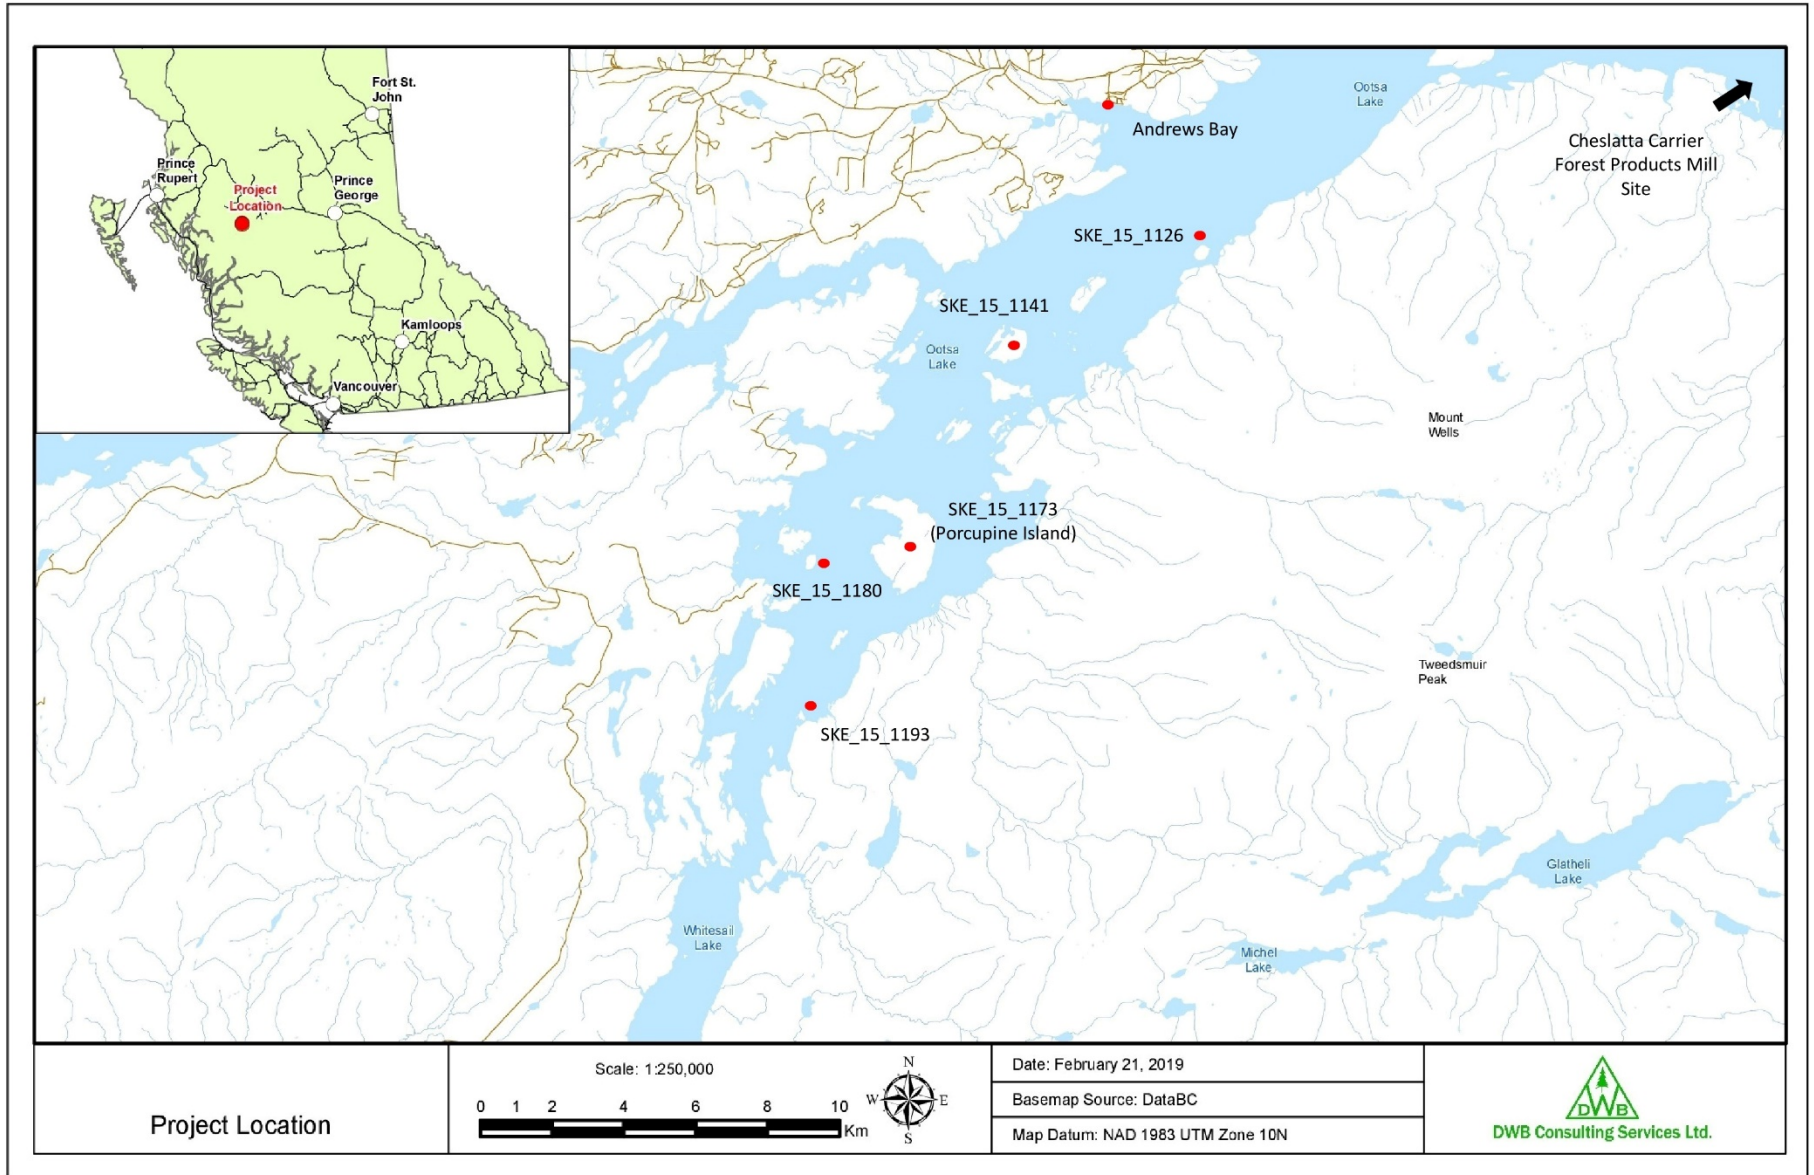 Fort St.
John
Prince
Rupert
Project
Location
Prince
George
Kamloops
Vancouver
Ootsa
Lake
Andrews Bay
Cheslatta Carrier
Forest Products Mill
Site
SKE_15_1126
SKE_15_1141
Ootsa
Lake
Mount
Wells
SKE_15_1173
(Porcupine Island)
SKE_15_1180
Tweedsmuir
Peak
SKE_15_1193
Glatheli
Lake
Whitesail
Lake
Michel
Lake
Project Location
Scale: 1:250,000
0 1 2 4 6 8 10
Km
N
W E
S
Date: February 21, 2019
Basemap Source: DataBC
Map Datum: NAD 1983 UTM Zone 10N
DWB
DWB Consulting Services Ltd.